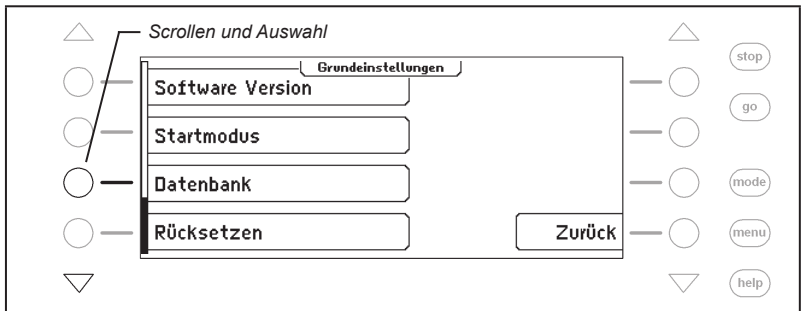 Scrollen und Auswahl
Grundeinstellungen
Software Version
Startmodus
Datenbank
Rücksetzen
Zurück
stop
go
mode
menu
help